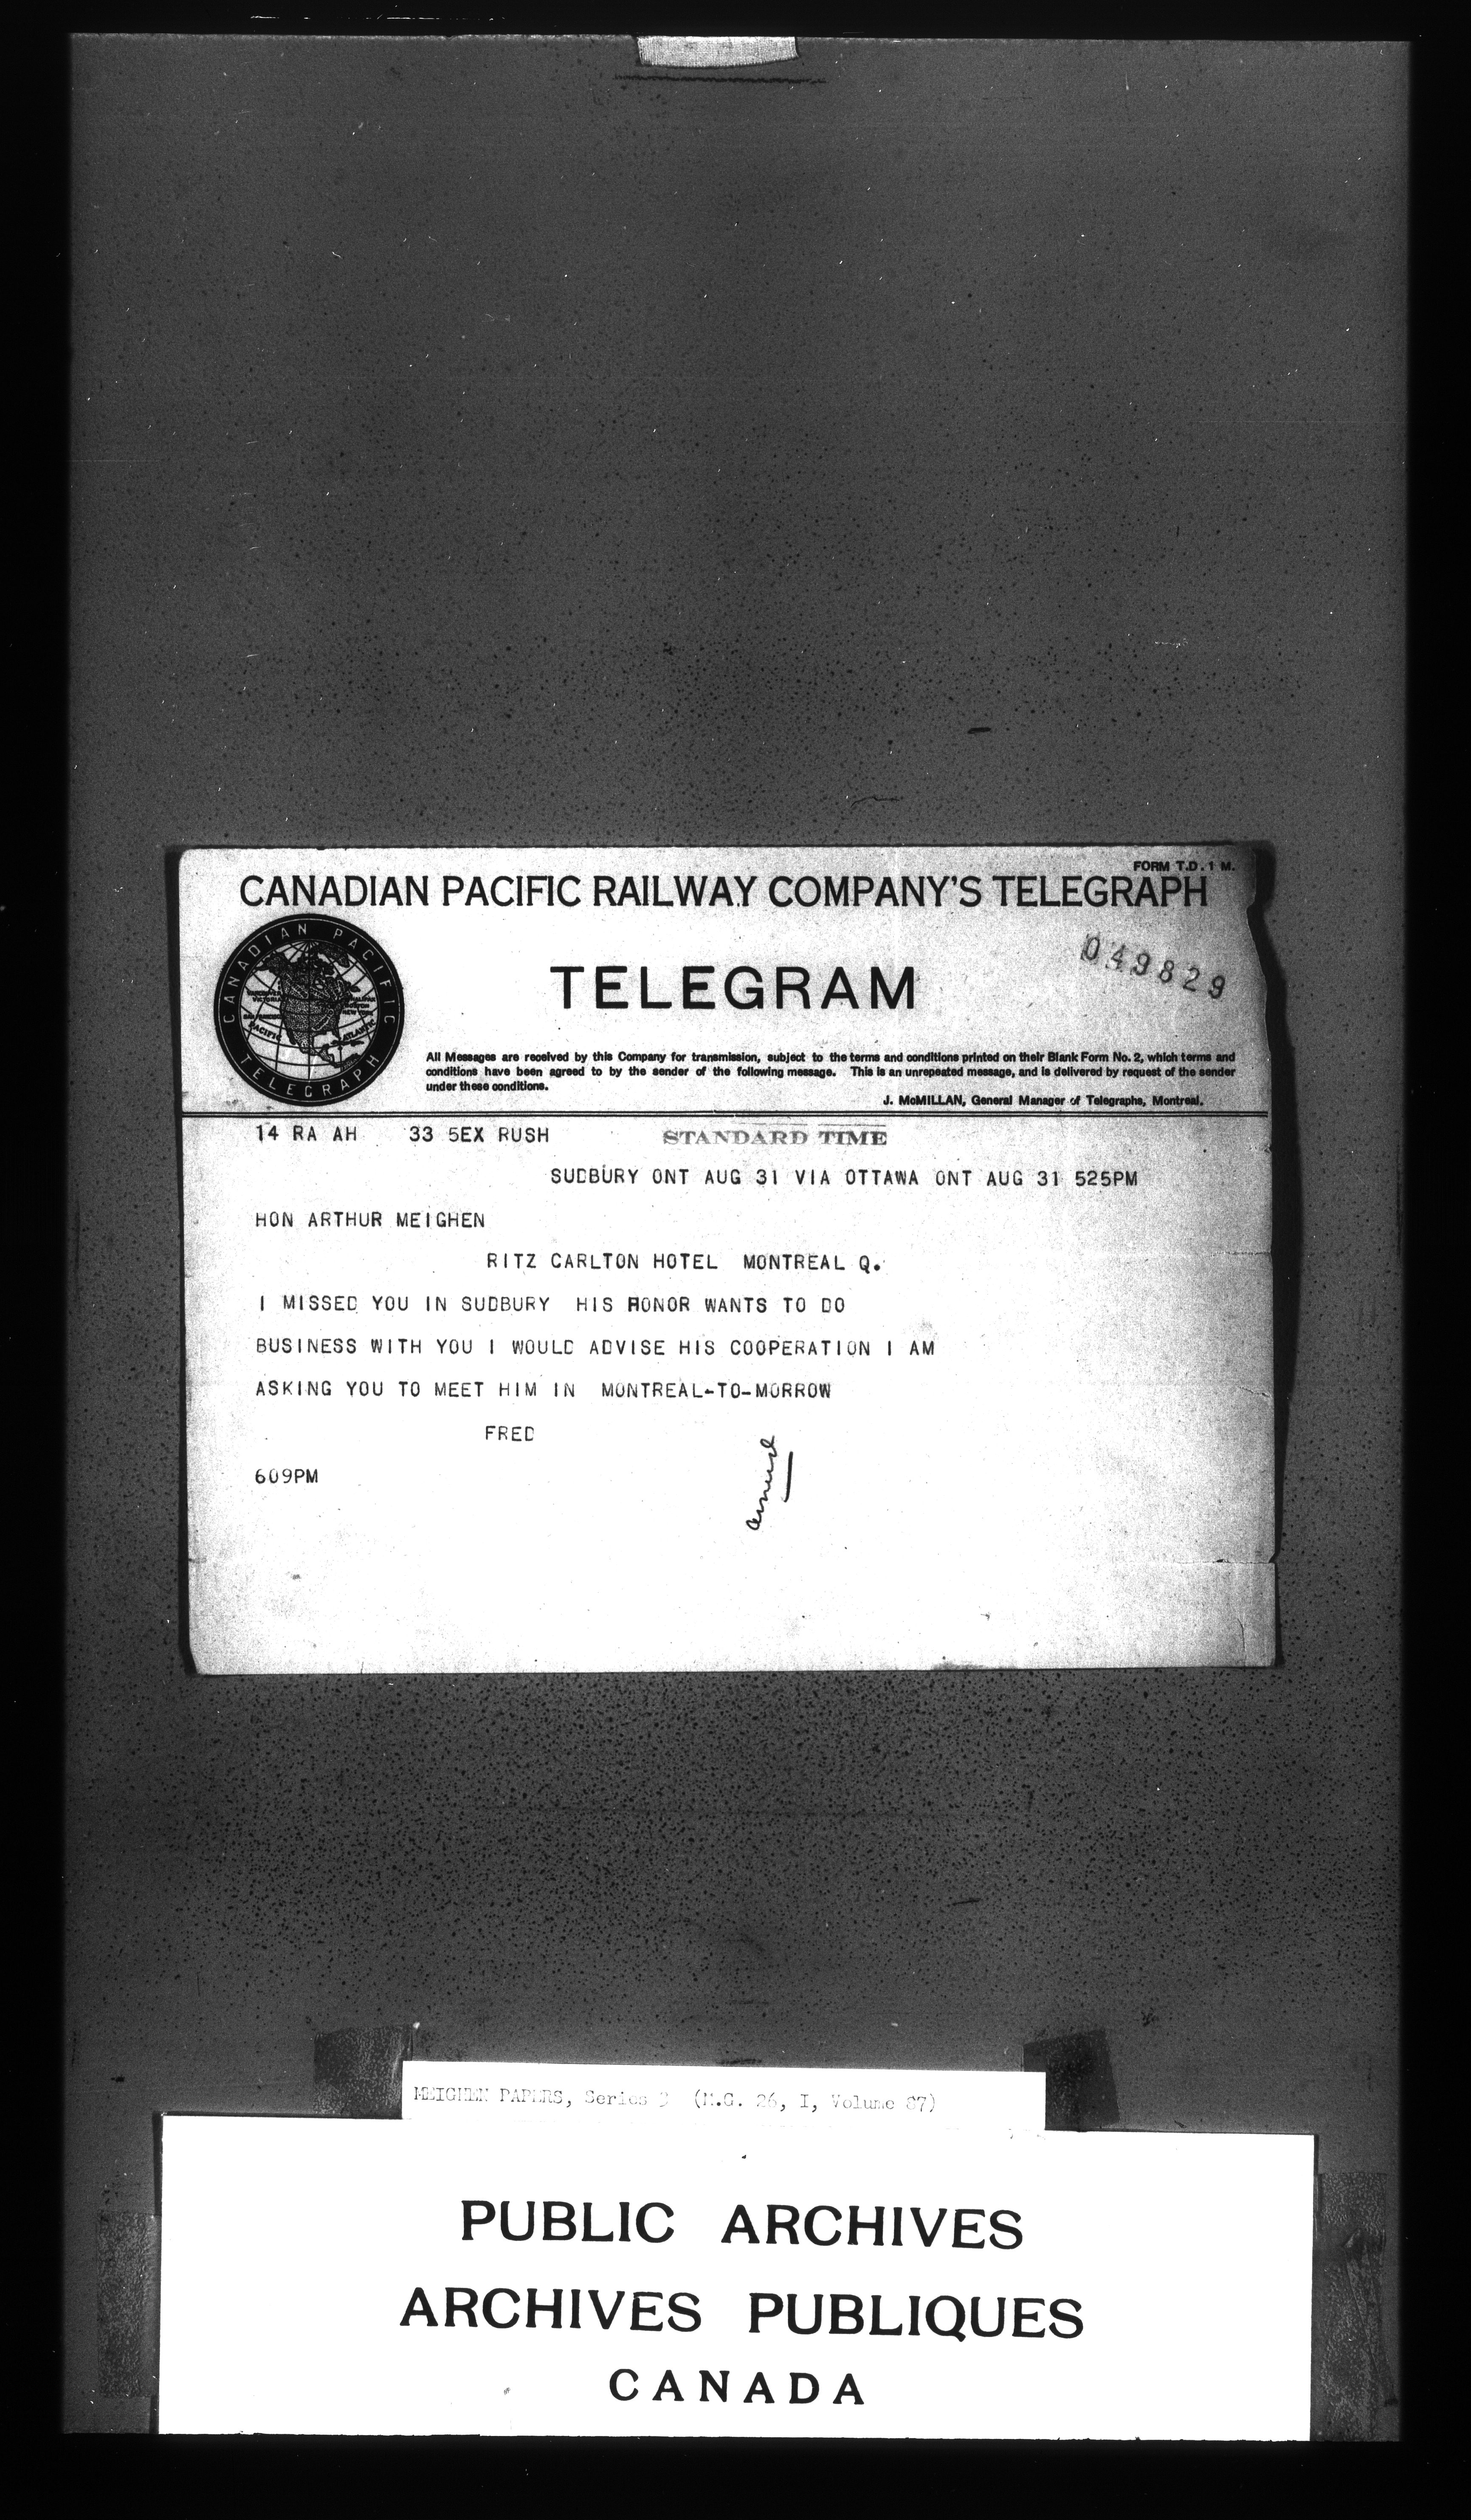 FORM T.D. 1 M.
CANADIAN PACIFIC RAILWAY COMPANY'S TELEGRAPH
CANADIAN PACIFIC
TELEGRAPH
PACIFIC
ATLANTIC
049829
TELEGRAM
All Messages are received by this Company for transmission, subject to the terms and conditions printed on their Blank Form No. 2, which terms and
conditions have been agreed to by the sender of the following message. This is an unrepeated message, and is delivered by request of the sender
under these conditions.
J. McMILLAN, General Manager of Telegraphs, Montreal.
14 RA AH 33 5EX RUSH STANDARD TIME
SUDBURY ONT AUG 31 VIA OTTAWA ONT AUG 31 525PM
HON ARTHUR MEIGHEN
RITZ CARLTON HOTEL MONTREAL Q.
I MISSED YOU IN SUDBURY HIS HONOR WANTS TO DO
BUSINESS WITH YOU I WOULD ADVISE HIS COOPERATION I AM
ASKING YOU TO MEET HIM IN MONTREAL-TO-MORROW
FRED
609PM
MEIGHEN PAPERS, Series 3 (M.G. 26, I, Volume 87)
PUBLIC ARCHIVES
ARCHIVES PUBLIQUES
CANADA